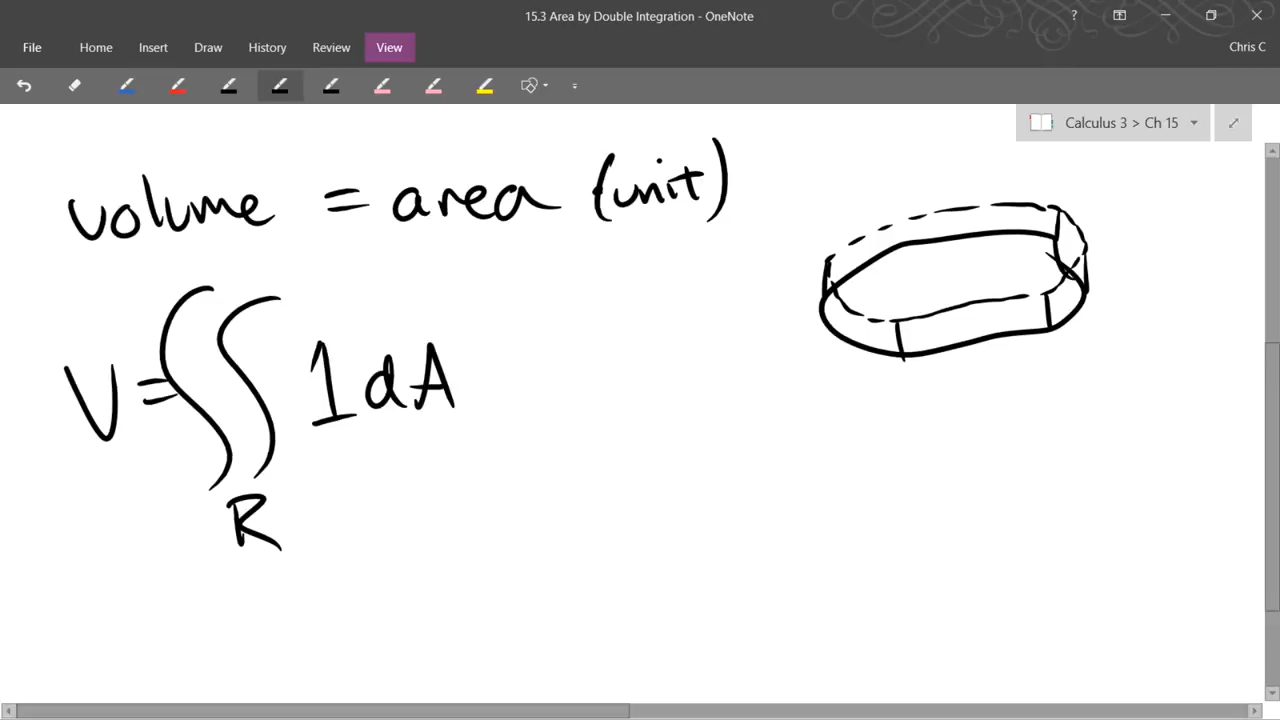 15.3 Area by Double Integration - OneNote
?
File Home Insert Draw History Review View
Chris C
Calculus 3 > Ch 15
volume = area (unit)
V = ∬ 1 dA
R